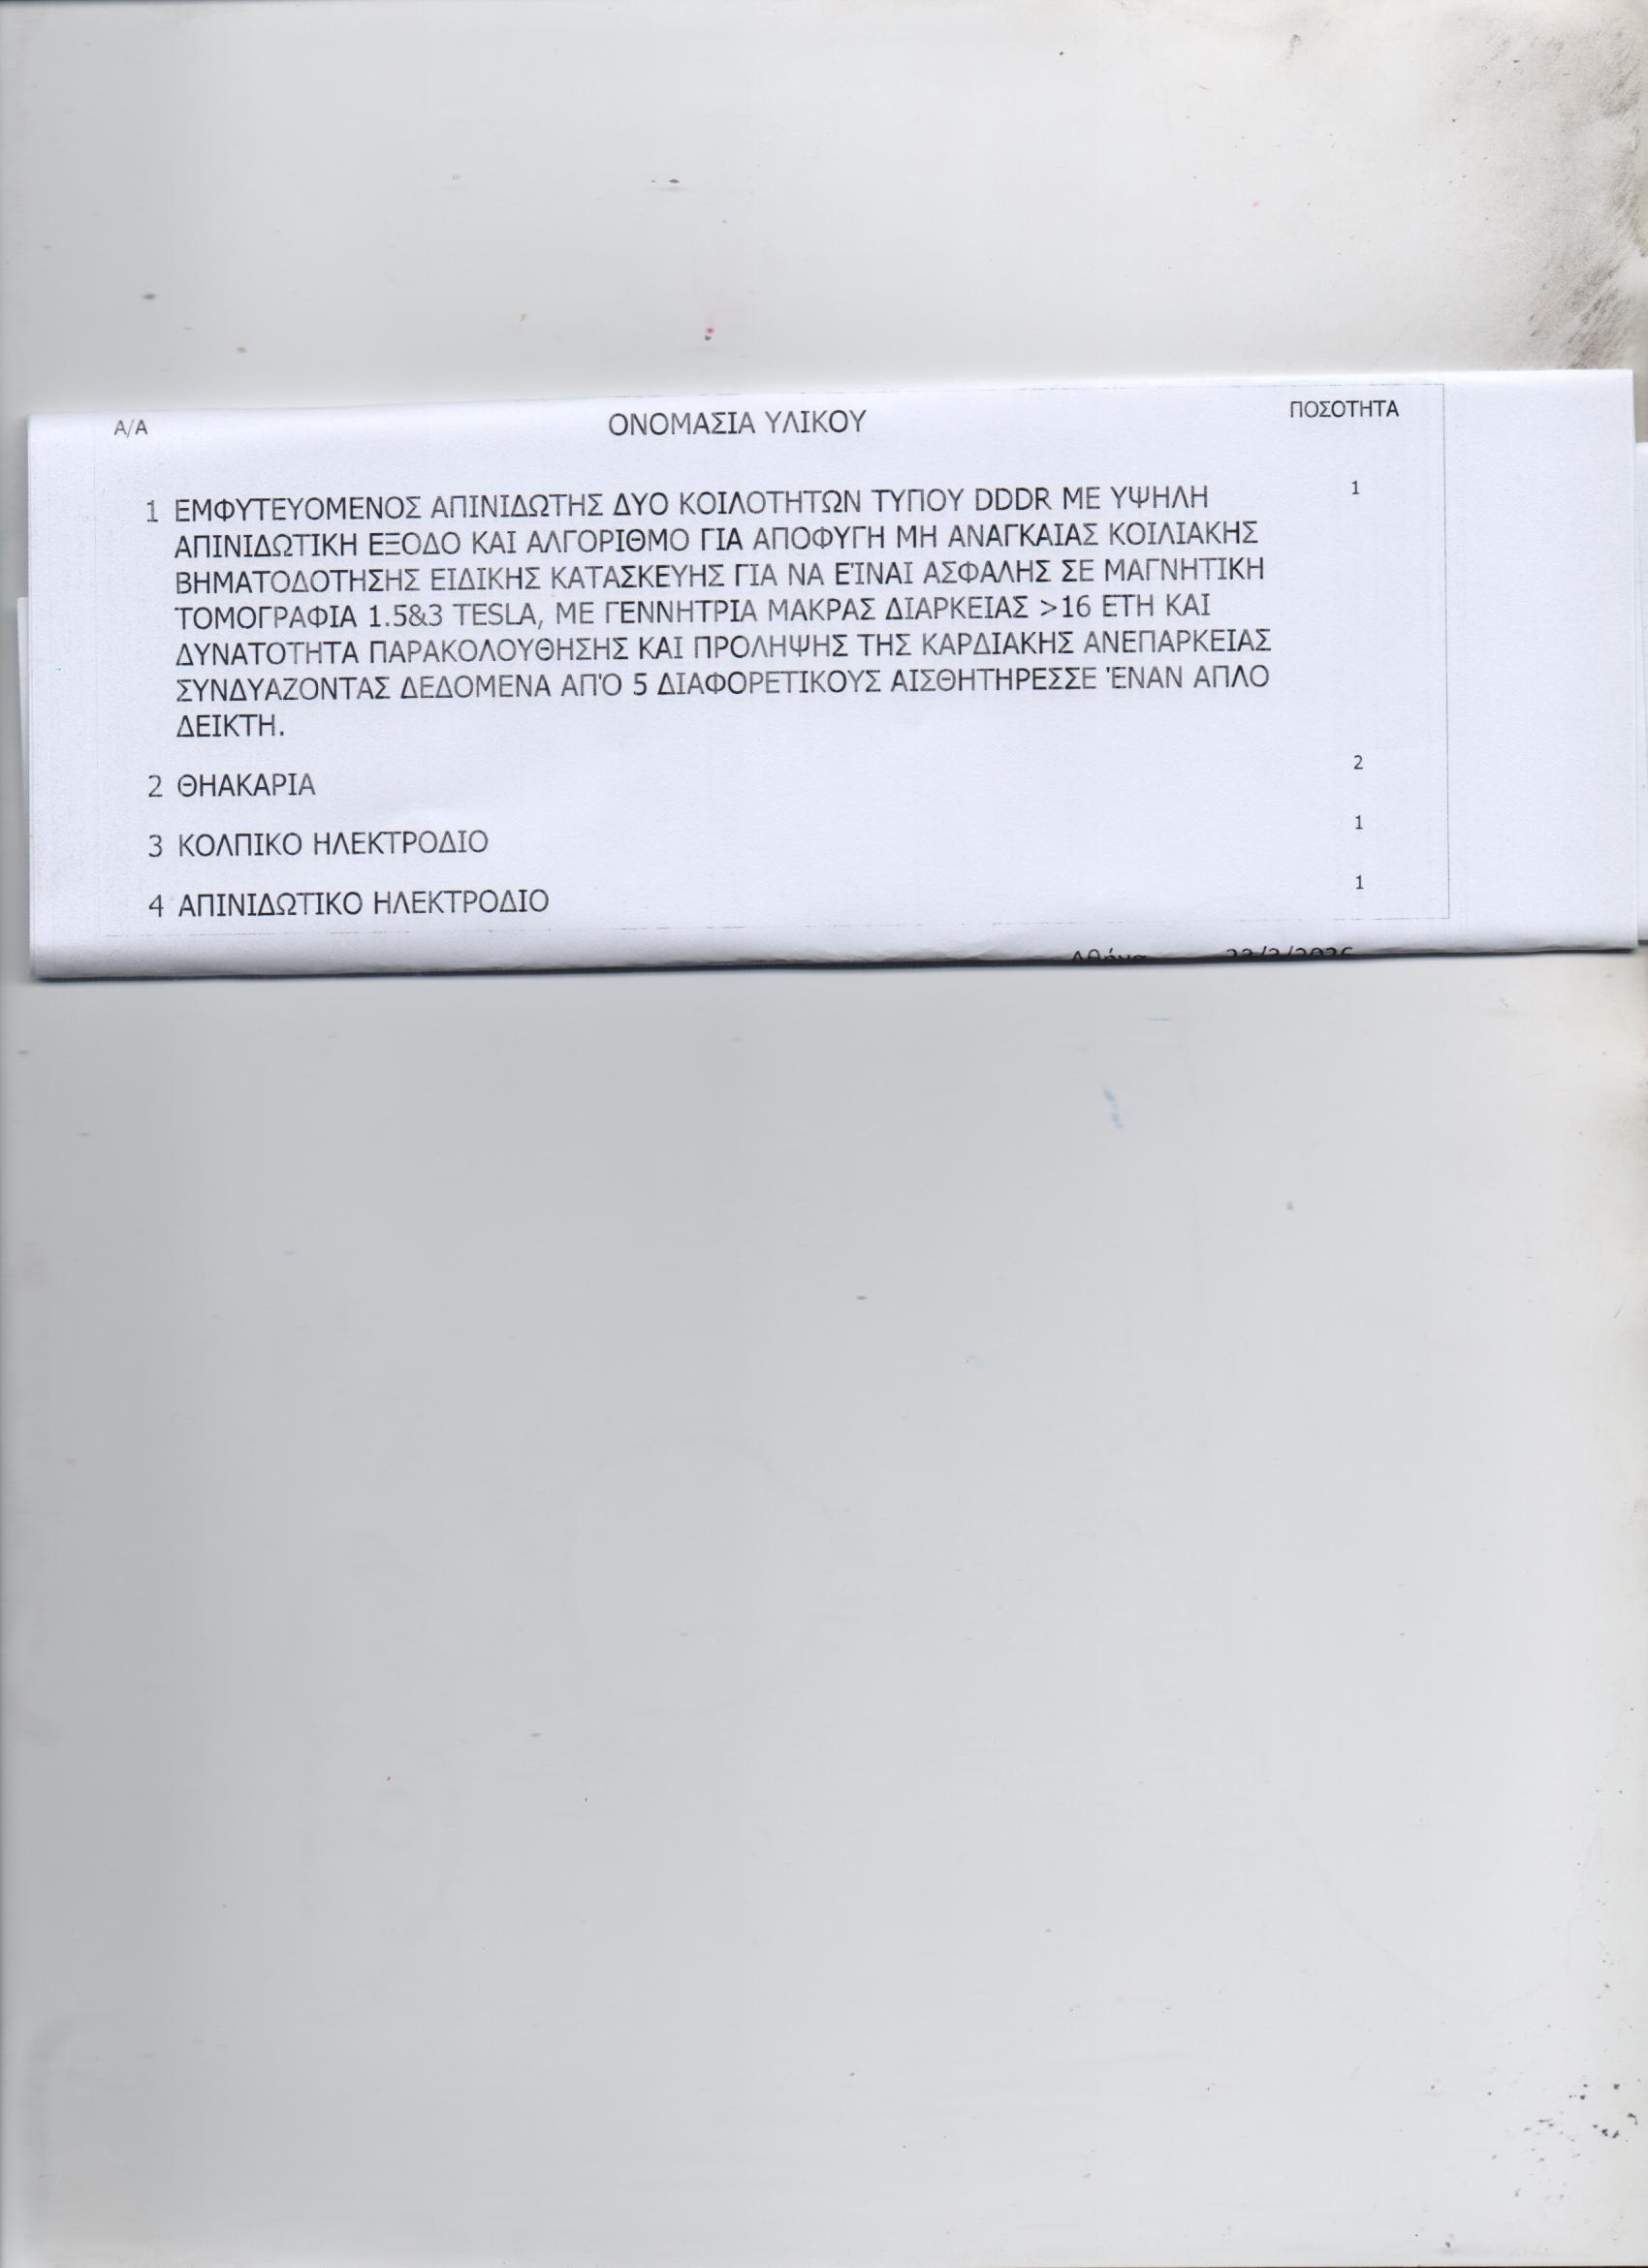 Α/Α ΟΝΟΜΑΣΙΑ ΥΛΙΚΟΥ ΠΟΣΟΤΗΤΑ
1 ΕΜΦΥΤΕΥΟΜΕΝΟΣ ΑΠΙΝΙΔΩΤΗΣ ΔΥΟ ΚΟΙΛΟΤΗΤΩΝ ΤΥΠΟΥ DDDR ΜΕ ΥΨΗΛΗ 1
ΑΠΙΝΙΔΩΤΙΚΗ ΕΞΟΔΟ ΚΑΙ ΑΛΓΟΡΙΘΜΟ ΓΙΑ ΑΠΟΦΥΓΗ ΜΗ ΑΝΑΓΚΑΙΑΣ ΚΟΙΛΙΑΚΗΣ
ΒΗΜΑΤΟΔΟΤΗΣΗΣ ΕΙΔΙΚΗΣ ΚΑΤΑΣΚΕΥΗΣ ΓΙΑ ΝΑ ΕΊΝΑΙ ΑΣΦΑΛΗΣ ΣΕ ΜΑΓΝΗΤΙΚΗ
ΤΟΜΟΓΡΑΦΙΑ 1.5&3 TESLA, ΜΕ ΓΕΝΝΗΤΡΙΑ ΜΑΚΡΑΣ ΔΙΑΡΚΕΙΑΣ >16 ΕΤΗ ΚΑΙ
ΔΥΝΑΤΟΤΗΤΑ ΠΑΡΑΚΟΛΟΥΘΗΣΗΣ ΚΑΙ ΠΡΟΛΗΨΗΣ ΤΗΣ ΚΑΡΔΙΑΚΗΣ ΑΝΕΠΑΡΚΕΙΑΣ
ΣΥΝΔΥΑΖΟΝΤΑΣ ΔΕΔΟΜΕΝΑ ΑΠΌ 5 ΔΙΑΦΟΡΕΤΙΚΟΥΣ ΑΙΣΘΗΤΗΡΕΣΣΕ ΈΝΑΝ ΑΠΛΟ
ΔΕΙΚΤΗ.
2 ΘΗΑΚΑΡΙΑ 2
3 ΚΟΛΠΙΚΟ ΗΛΕΚΤΡΟΔΙΟ 1
4 ΑΠΙΝΙΔΩΤΙΚΟ ΗΛΕΚΤΡΟΔΙΟ 1
Αθήνα